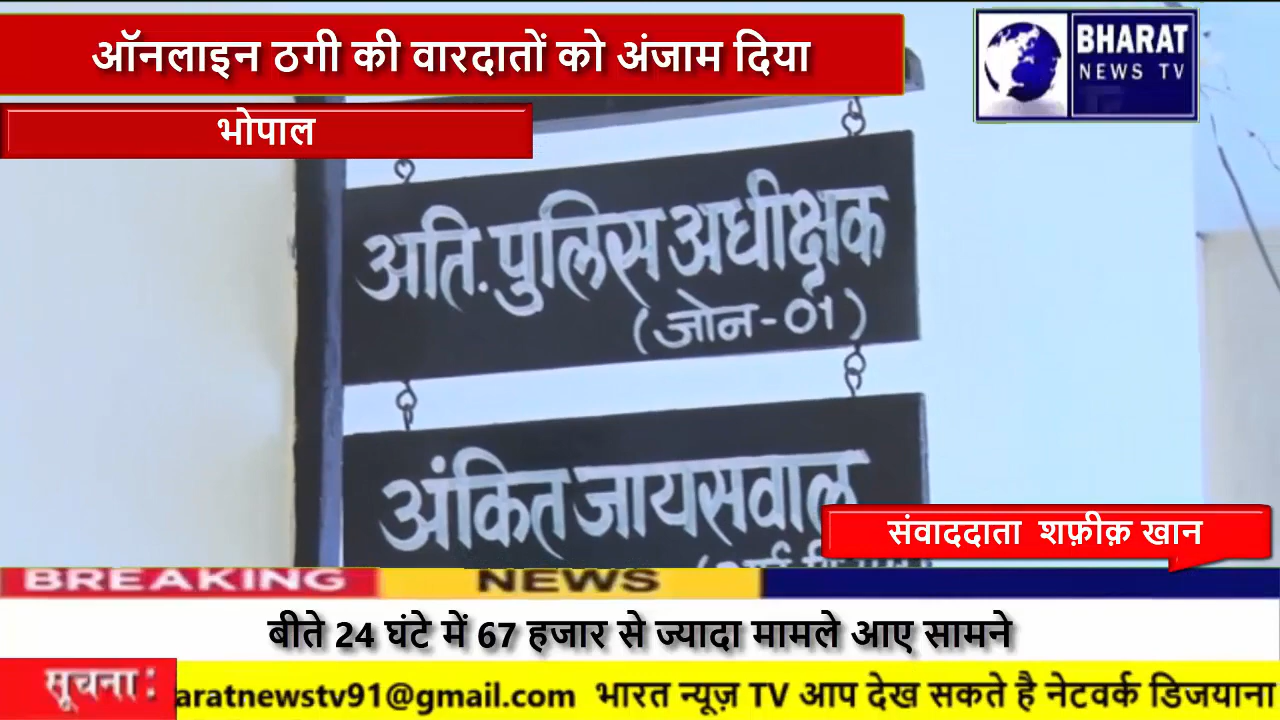 ऑनलाइन ठगी की वारदातों को अंजाम दिया
BHARAT
NEWS TV
भोपाल
अति. पुलिस अधीक्षक
(जोन-01)
अंकित जायसवाल
संवाददाता शफ़ीक़ खान
BREAKING NEWS
बीते 24 घंटे में 67 हजार से ज्यादा मामले आए सामने
सूचना : aratnewstv91@gmail.com भारत न्यूज़ TV आप देख सकते है नेटवर्क डिजयाना